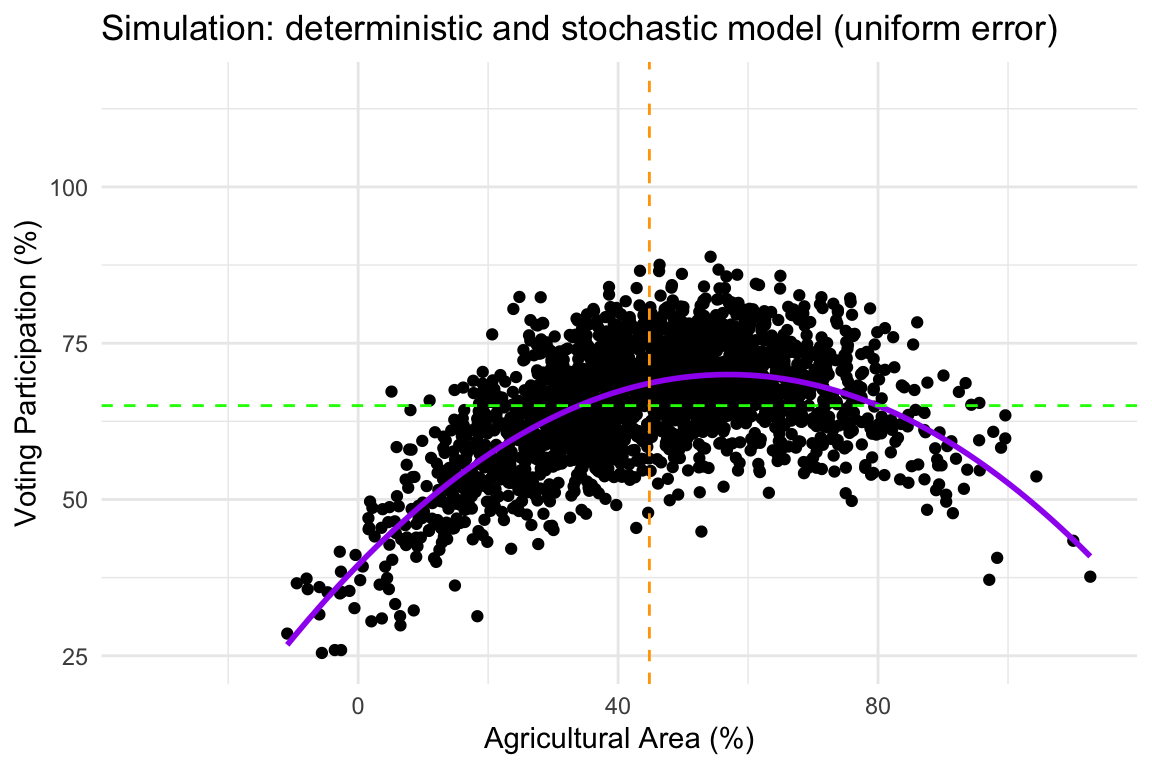 Simulation: deterministic and stochastic model (uniform error)
Voting Participation (%)
100
75
50
25
0
40
80
Agricultural Area (%)